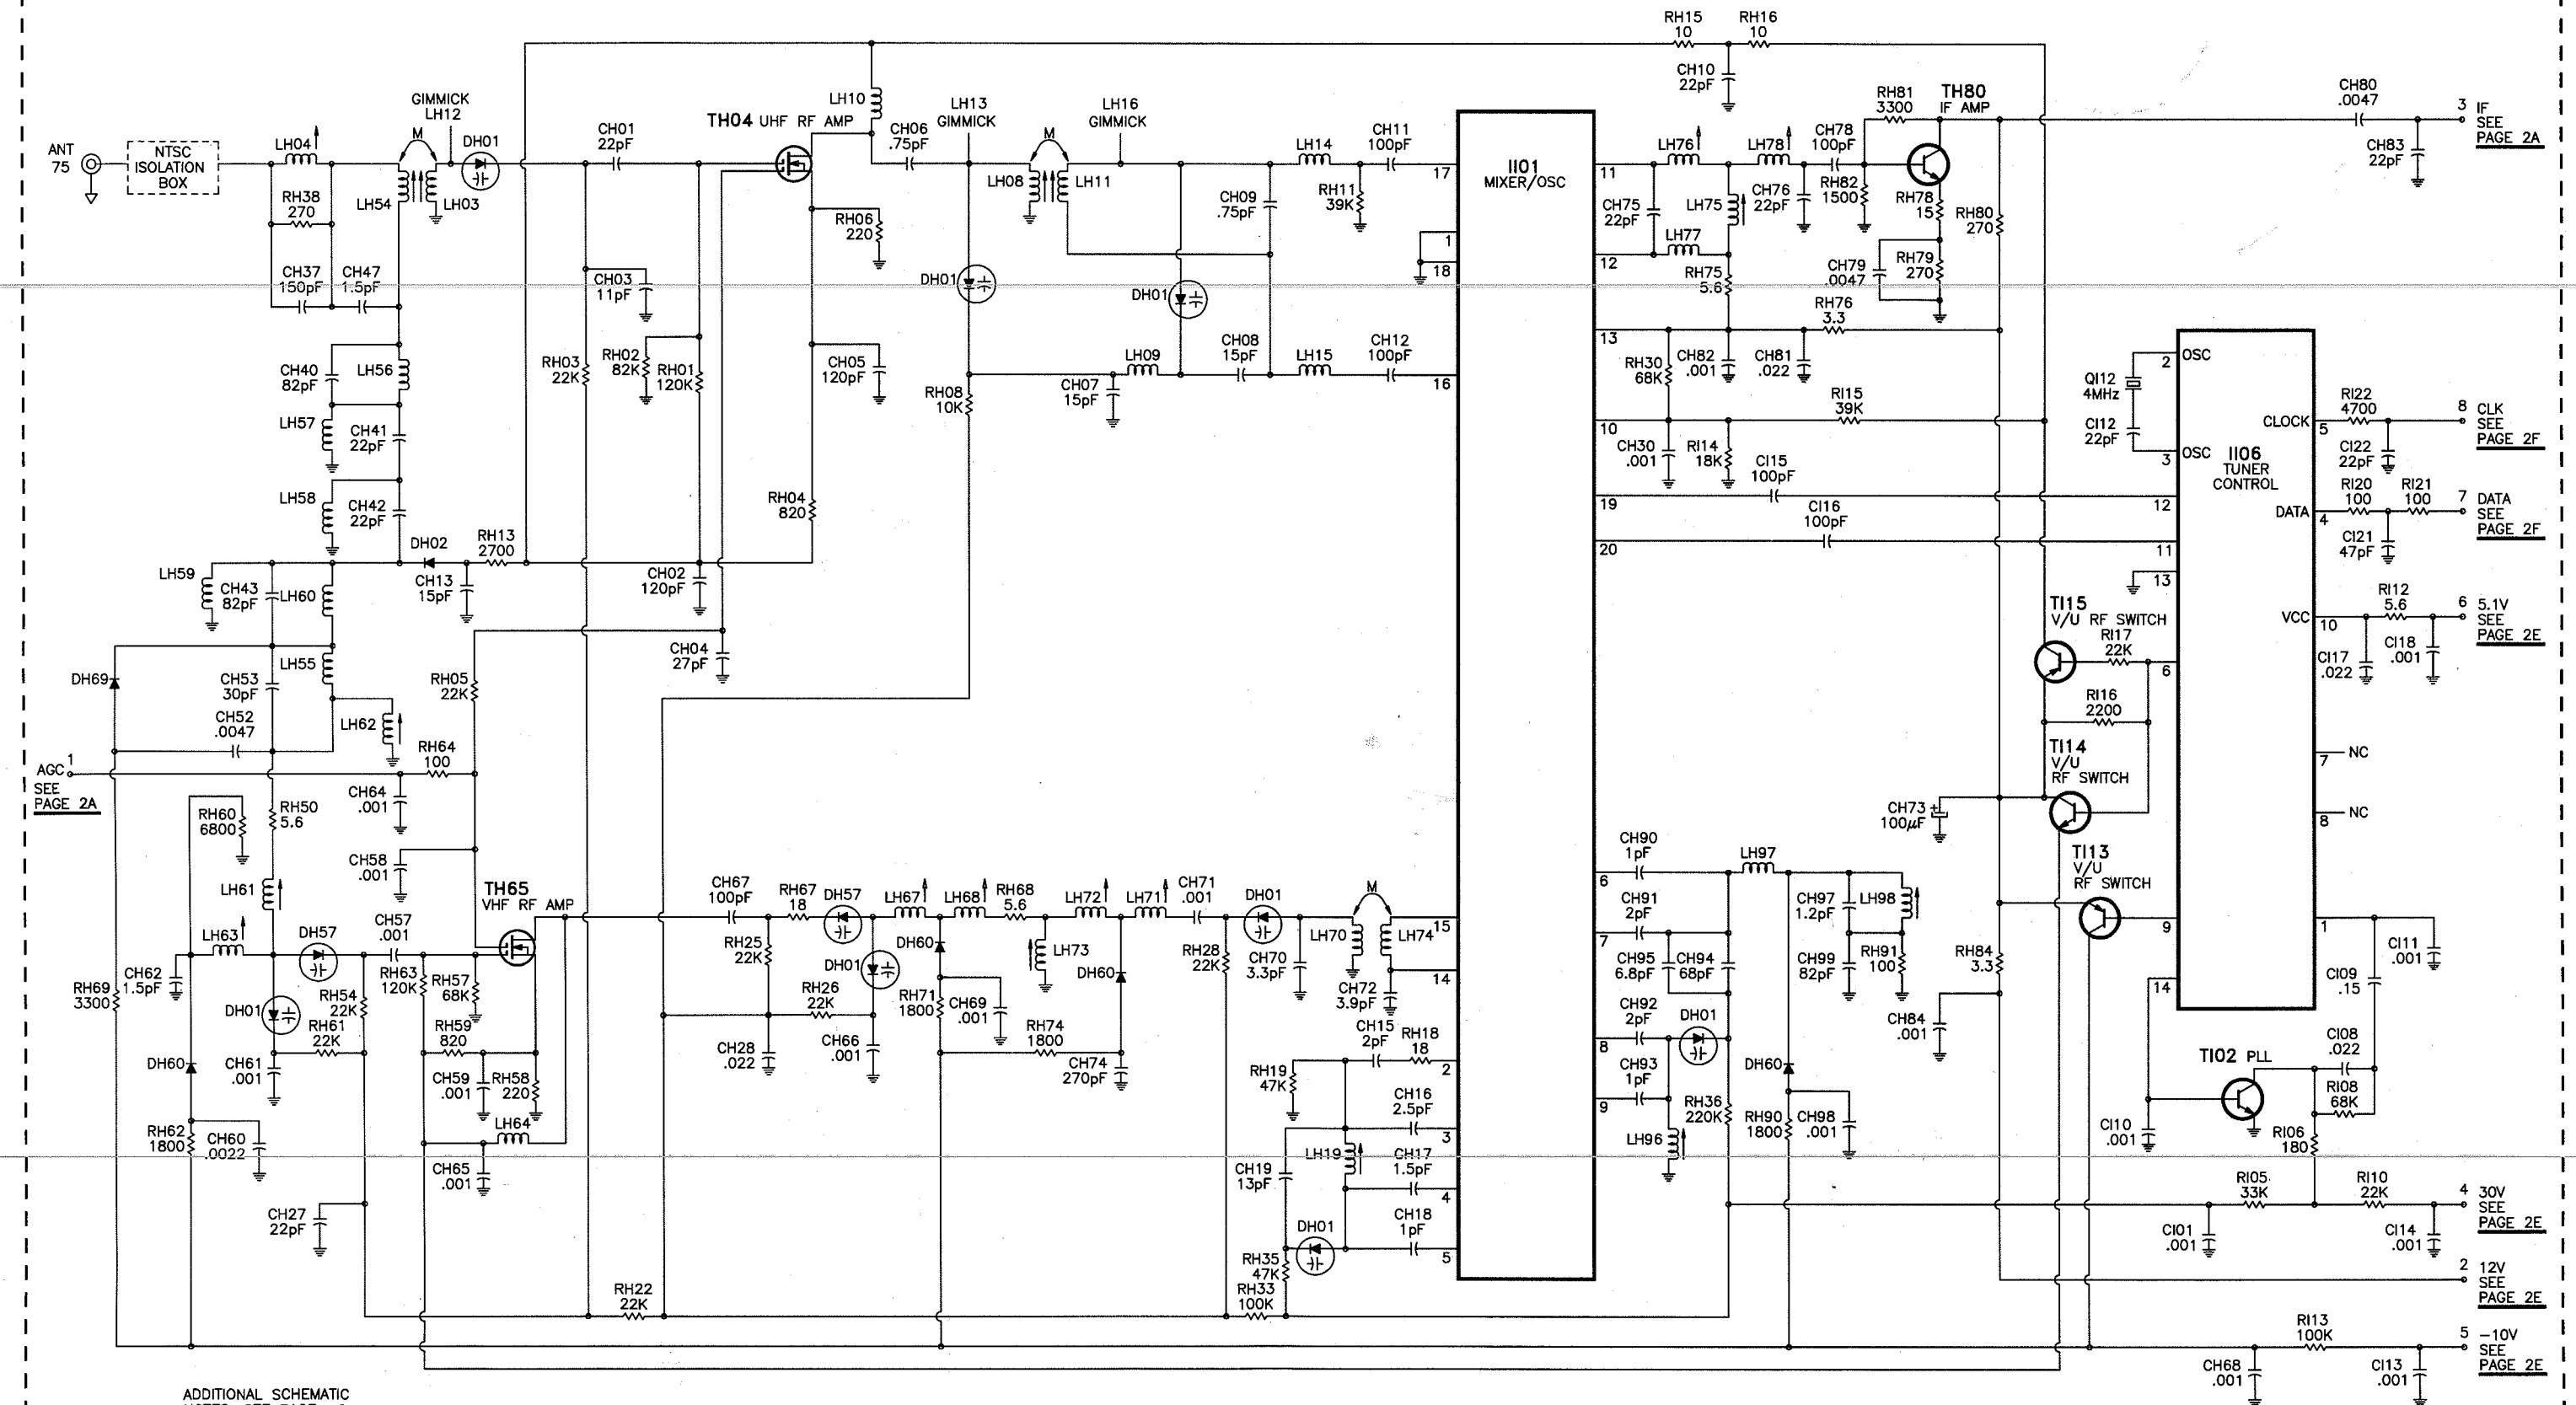 RH15
10
RH16
10
CH10
22pF
LH10
TH04 UHF RF AMP
GIMMICK
LH12
M
DH01
CH01
22pF
CH06
.75pF
LH13
GIMMICK
M
LH16
GIMMICK
ANT
75
NTSC
ISOLATION
BOX
LH04
RH38
270
LH54
LH03
CH37
150pF
CH47
1.5pF
CH03
11pF
RH06
220
DH01
LH08
LH11
DH01
CH09
.75pF
LH14
RH11
39K
CH11
100pF
17
1
18
16
II01
MIXER/OSC
11
12
13
10
19
20
LH76
LH78
CH78
100pF
RH81
3300
TH80
IF AMP
CH75
22pF
LH75
CH76
22pF
RH82
1500
RH78
15
RH80
270
LH77
RH75
5.6
CH79
.0047
RH79
270
RH76
3.3
CH80
.0047
CH83
22pF
3 IF
SEE
PAGE 2A
RH30
68K
CH82
.001
CH81
.022
RI15
39K
CH30
.001
RI14
18K
CI15
100pF
CI16
100pF
CH40
82pF
LH56
LH57
CH41
22pF
LH58
CH42
22pF
RH03
22K
RH02
82K
RH01
120K
CH05
120pF
RH04
820
RH08
10K
CH07
15pF
LH09
CH08
15pF
LH15
CH12
100pF
DH02
RH13
2700
CH13
15pF
CH02
120pF
CH04
27pF
LH59
CH43
82pF
LH60
DH69
LH55
CH53
30pF
CH52
.0047
LH62
RH05
22K
RH64
100
AGC 1
SEE
PAGE 2A
CH64
.001
RH60
6800
RH50
5.6
CH58
.001
LH61
TH65
VHF RF AMP
LH63
DH57
CH57
.001
CH62
1.5pF
RH69
3300
DH01
RH54
22K
RH61
22K
RH63
120K
RH57
68K
RH59
820
DH60
CH61
.001
CH59
.001
RH58
220
RH62
1800
CH60
.0022
LH64
CH65
.001
CH27
22pF
RH22
22K
CH67
100pF
RH67
18
DH57
LH67
LH68
RH68
5.6
LH72
LH71
CH71
.001
DH01
M
RH25
22K
DH01
DH60
LH73
DH60
RH28
22K
CH70
3.3pF
LH70
LH74
CH72
3.9pF
RH26
22K
RH71
1800
CH69
.001
RH74
1800
CH74
270pF
CH28
.022
CH66
.001
CH15
2pF
RH18
18
RH19
47K
CH16
2.5pF
LH19
CH17
1.5pF
CH19
13pF
DH01
CH18
1pF
RH35
47K
RH33
100K
15
14
2
3
4
5
6
7
8
9
CH90
1pF
CH91
2pF
CH95
6.8pF
CH94
68pF
CH92
2pF
DH01
CH93
1pF
LH96
RH36
220K
LH97
CH97
1.2pF
LH98
CH99
82pF
RH91
100
DH60
RH90
1800
CH98
.001
CH73
100µF
RH84
3.3
CH84
.001
TI15
V/U RF SWITCH
RI17
22K
RI16
2200
TI14
V/U
RF SWITCH
TI13
V/U
RF SWITCH
QI12
4MHz
CI12
22pF
II06
TUNER
CONTROL
2 OSC
3 OSC
12
11
13
6
9
14
CLOCK 5
DATA 4
VCC 10
7 NC
8 NC
1
RI22
4700
CI22
22pF
8 CLK
SEE
PAGE 2F
RI20
100
RI21
100
CI21
47pF
7 DATA
SEE
PAGE 2F
RI12
5.6
CI17
.022
CI18
.001
6 5.1V
SEE
PAGE 2E
CI11
.001
CI09
.15
CI08
.022
TI02 PLL
RI08
68K
CI10
.001
RI06
180
RI05
33K
RI10
22K
CI01
.001
CI14
.001
4 30V
SEE
PAGE 2E
2 12V
SEE
PAGE 2E
RI13
100K
CH68
.001
CI13
.001
5 -10V
SEE
PAGE 2E
ADDITIONAL SCHEMATIC